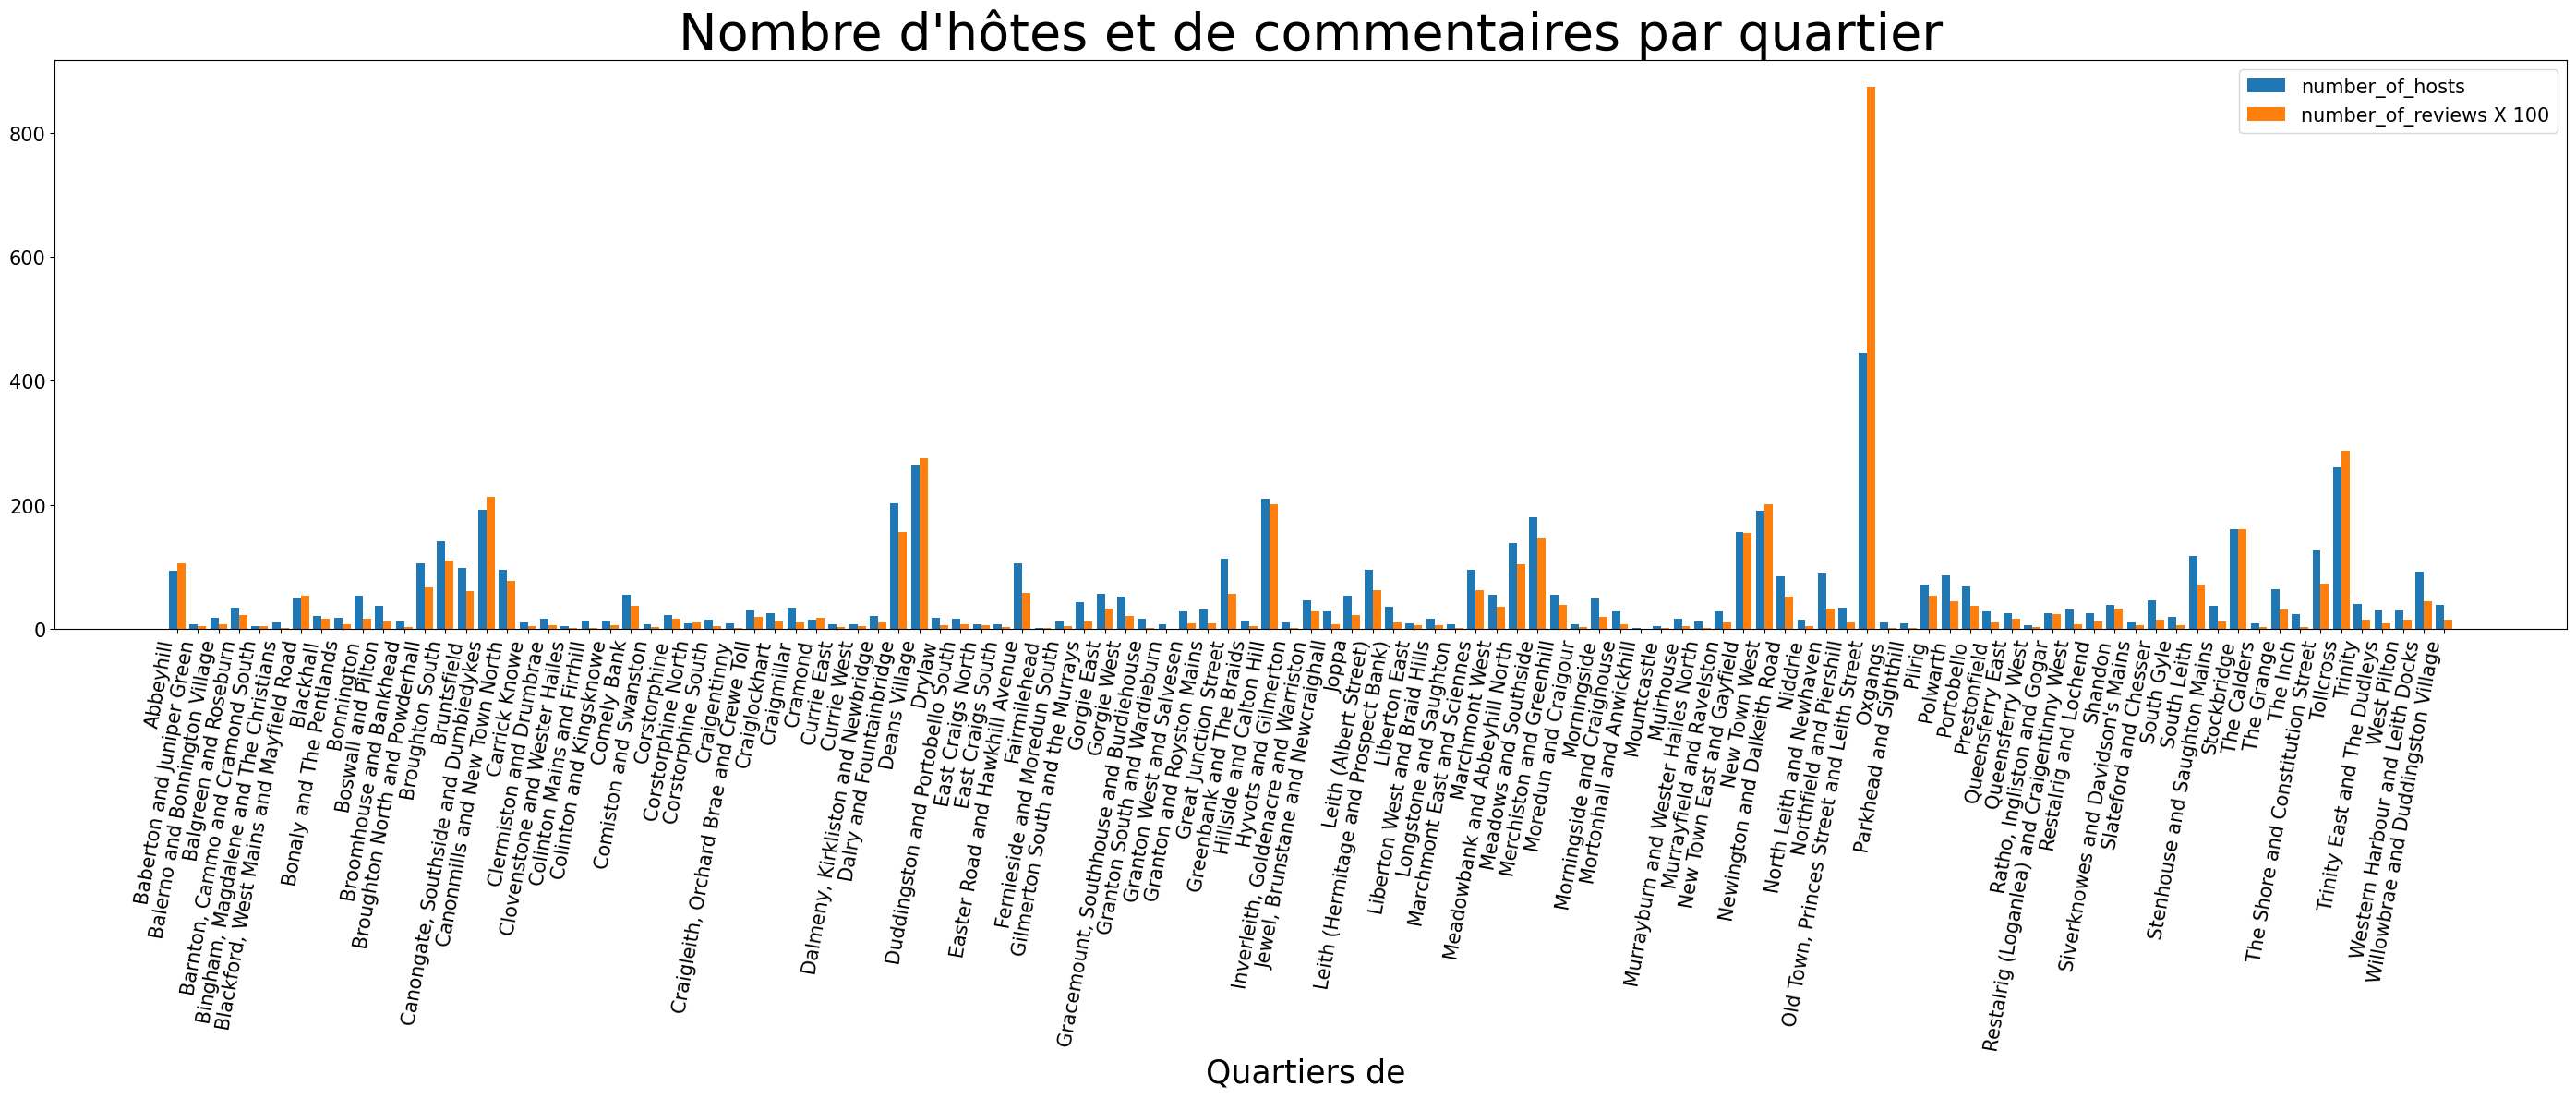 Nombre d'hôtes et de commentaires par quartier
number_of_hosts
number_of_reviews X 100
800
600
400
200
0
Abbeyhill
Baberton and Juniper Green
Balerno and Bonnington Village
Balgreen and Roseburn
Barnton, Cammo and Cramond South
Bingham, Magdalene and The Christians
Blackford, West Mains and Mayfield Road
Blackhall
Bonaly and The Pentlands
Bonnington
Boswall and Pilton
Broomhouse and Bankhead
Broughton North and Powderhall
Broughton South
Bruntsfield
Canongate, Southside and Dumbiedykes
Canonmills and New Town North
Carrick Knowe
Clermiston and Drumbrae
Clovenstone and Wester Hailes
Colinton Mains and Firrhill
Colinton and Kingsknowe
Comely Bank
Comiston and Swanston
Corstorphine
Corstorphine North
Corstorphine South
Craigentinny
Craigleith, Orchard Brae and Crewe Toll
Craiglockhart
Craigmillar
Cramond
Currie East
Currie West
Dalmeny, Kirkliston and Newbridge
Dalry and Fountainbridge
Deans Village
Drylaw
Duddingston and Portobello South
East Craigs North
East Craigs South
Easter Road and Hawkhill Avenue
Fairmilehead
Fernieside and Moredun South
Gilmerton South and the Murrays
Gorgie East
Gorgie West
Gracemount, Southhouse and Burdiehouse
Granton South and Wardieburn
Granton West and Salvesen
Granton and Royston Mains
Great Junction Street
Greenbank and The Braids
Hillside and Calton Hill
Hyvots and Gilmerton
Inverleith, Goldenacre and Warriston
Jewel, Brunstane and Newcraighall
Joppa
Leith (Albert Street)
Leith (Hermitage and Prospect Bank)
Liberton East
Liberton West and Braid Hills
Longstone and Saughton
Marchmont East and Sciennes
Marchmont West
Meadowbank and Abbeyhill North
Meadows and Southside
Merchiston and Greenhill
Moredun and Craigour
Morningside
Morningside and Craighouse
Mortonhall and Anwickhill
Mountcastle
Muirhouse
Murrayburn and Wester Hailes North
Murrayfield and Ravelston
New Town East and Gayfield
New Town West
Newington and Dalkeith Road
Niddrie
North Leith and Newhaven
Northfield and Piershill
Old Town, Princes Street and Leith Street
Oxgangs
Parkhead and Sighthill
Pilrig
Polwarth
Portobello
Prestonfield
Queensferry East
Queensferry West
Ratho, Ingliston and Gogar
Restalrig (Loganlea) and Craigentinny West
Restalrig and Lochend
Shandon
Silverknowes and Davidson's Mains
Slateford and Chesser
South Gyle
South Leith
Stenhouse and Saughton Mains
Stockbridge
The Calders
The Grange
The Inch
The Shore and Constitution Street
Tollcross
Trinity
Trinity East and The Dudleys
West Pilton
Western Harbour and Leith Docks
Willowbrae and Duddingston Village
Quartiers de